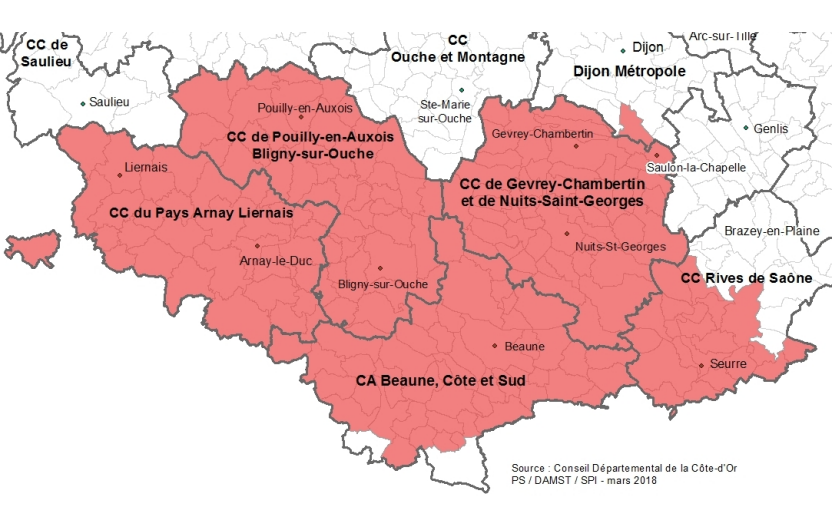 CC de
Saulieu
Saulieu
CC
Ouche et Montagne
Ste-Marie
sur-Ouche
Dijon
Dijon Métropole
Arc-sur-Tille
Genlis
Pouilly-en-Auxois
CC de Pouilly-en-Auxois
Bligny-sur-Ouche
Gevrey-Chambertin
Saulon-la-Chapelle
Liernais
CC du Pays Arnay Liernais
CC de Gevrey-Chambertin
et de Nuits-Saint-Georges
Brazey-en-Plaine
Arnay-le-Duc
Nuits-St-Georges
Bligny-sur-Ouche
CC Rives de Saône
Beaune
Seurre
CA Beaune, Côte et Sud
Source : Conseil Départemental de la Côte-d'Or
PS / DAMST / SPI - mars 2018